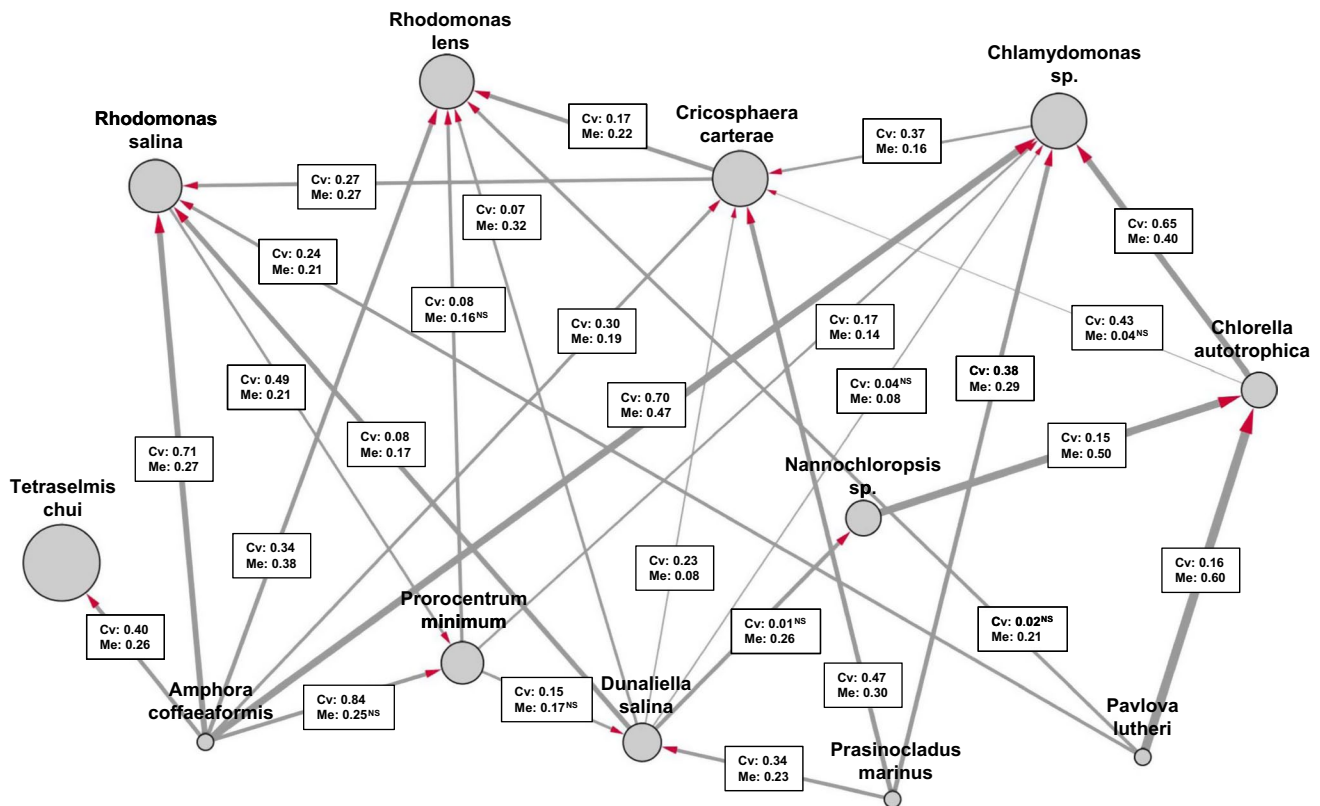 Rhodomonas
lens
Chlamydomonas
sp.
Rhodomonas
salina
Cricosphaera
carterae
Cv: 0.17
Me: 0.22
Cv: 0.37
Me: 0.16
Cv: 0.27
Me: 0.27
Cv: 0.07
Me: 0.32
Cv: 0.65
Me: 0.40
Cv: 0.24
Me: 0.21
Cv: 0.08
Me: 0.16NS
Cv: 0.30
Me: 0.19
Cv: 0.17
Me: 0.14
Cv: 0.43
Me: 0.04NS
Chlorella
autotrophica
Cv: 0.49
Me: 0.21
Cv: 0.70
Me: 0.47
Cv: 0.04NS
Me: 0.08
Cv: 0.38
Me: 0.29
Cv: 0.71
Me: 0.27
Cv: 0.08
Me: 0.17
Cv: 0.15
Me: 0.50
Nannochloropsis
sp.
Tetraselmis
chui
Cv: 0.34
Me: 0.38
Cv: 0.23
Me: 0.08
Cv: 0.16
Me: 0.60
Prorocentrum
minimum
Cv: 0.01NS
Me: 0.26
Cv: 0.02NS
Me: 0.21
Cv: 0.40
Me: 0.26
Cv: 0.47
Me: 0.30
Amphora
coffaeaformis
Cv: 0.84
Me: 0.25NS
Cv: 0.15
Me: 0.17NS
Dunaliella
salina
Pavlova
lutheri
Cv: 0.34
Me: 0.23
Prasinocladus
marinus